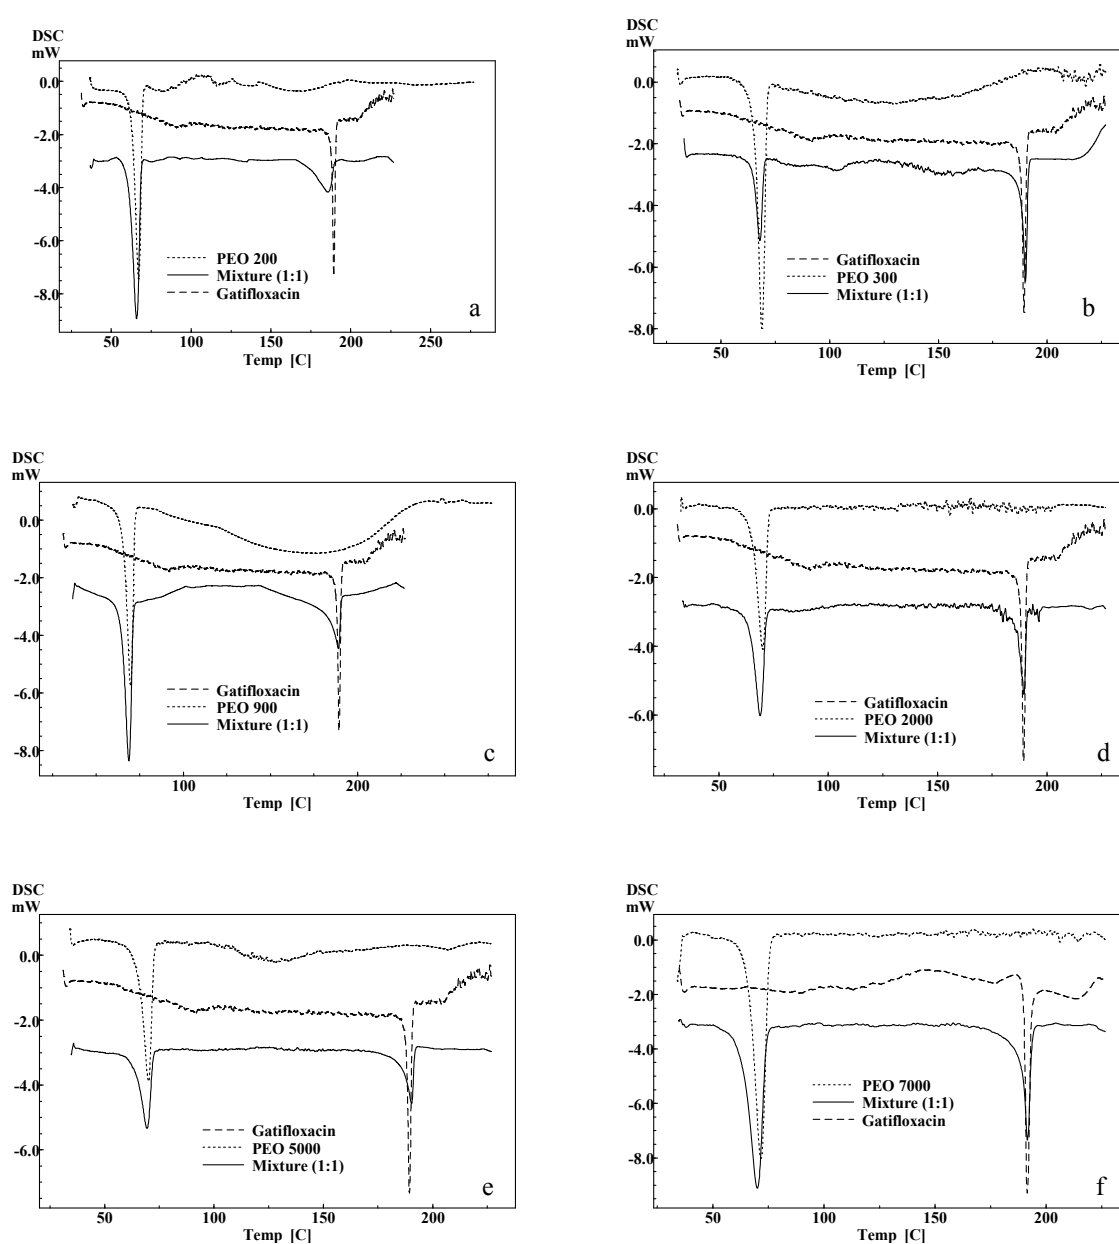 DSC
mW
0.0
-2.0
-4.0
-6.0
-8.0
PEO 200
Mixture (1:1)
Gatifloxacin
a
50 100 150 200 250
Temp [C]
DSC
mW
0.0
-2.0
-4.0
-6.0
-8.0
Gatifloxacin
PEO 300
Mixture (1:1)
b
50 100 150 200
Temp [C]
DSC
mW
0.0
-2.0
-4.0
-6.0
-8.0
Gatifloxacin
PEO 900
Mixture (1:1)
c
100 200
Temp [C]
DSC
mW
0.0
-2.0
-4.0
-6.0
Gatifloxacin
PEO 2000
Mixture (1:1)
d
50 100 150 200
Temp [C]
DSC
mW
0.0
-2.0
-4.0
-6.0
Gatifloxacin
PEO 5000
Mixture (1:1)
e
50 100 150 200
Temp [C]
DSC
mW
0.0
-2.0
-4.0
-6.0
-8.0
PEO 7000
Mixture (1:1)
Gatifloxacin
f
50 100 150 200
Temp [C]